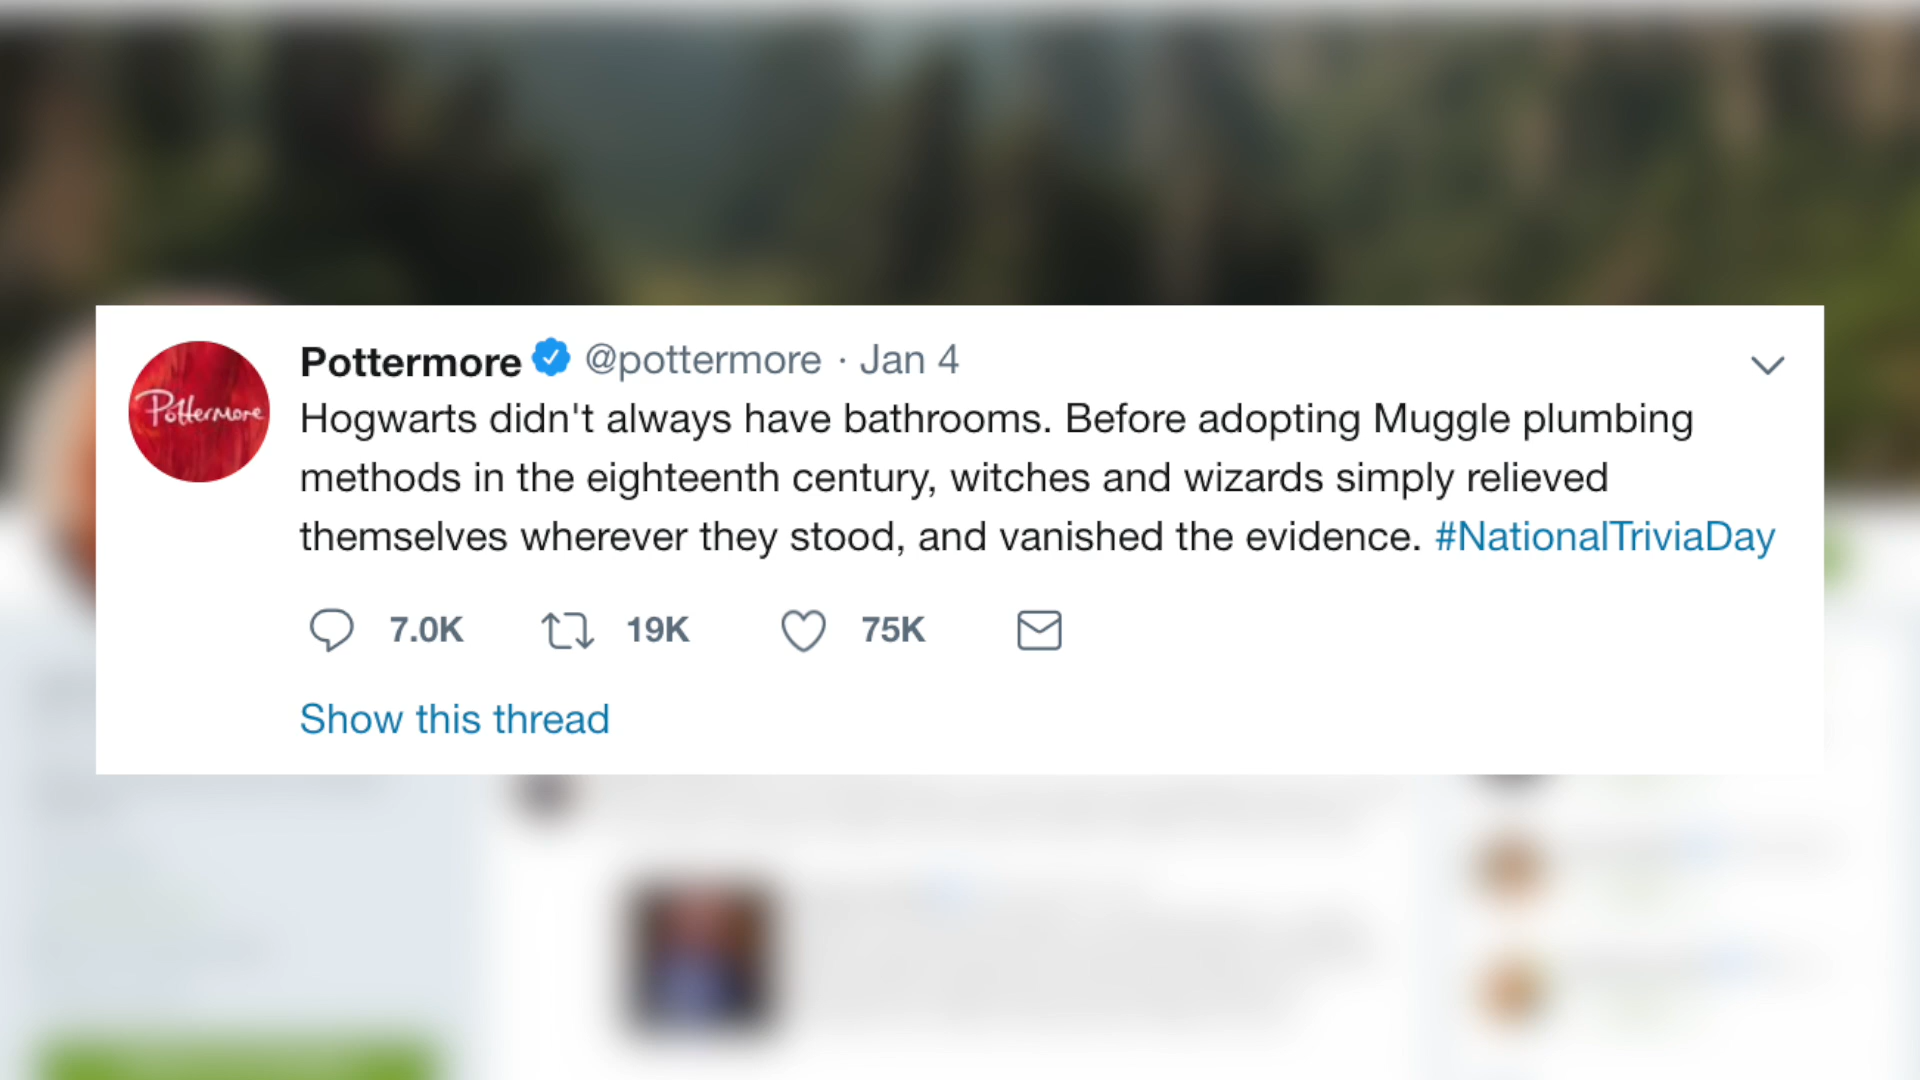 Pottermore
Pottermore @pottermore · Jan 4
Hogwarts didn't always have bathrooms. Before adopting Muggle plumbing
methods in the eighteenth century, witches and wizards simply relieved
themselves wherever they stood, and vanished the evidence. #NationalTriviaDay
7.0K 19K 75K
Show this thread